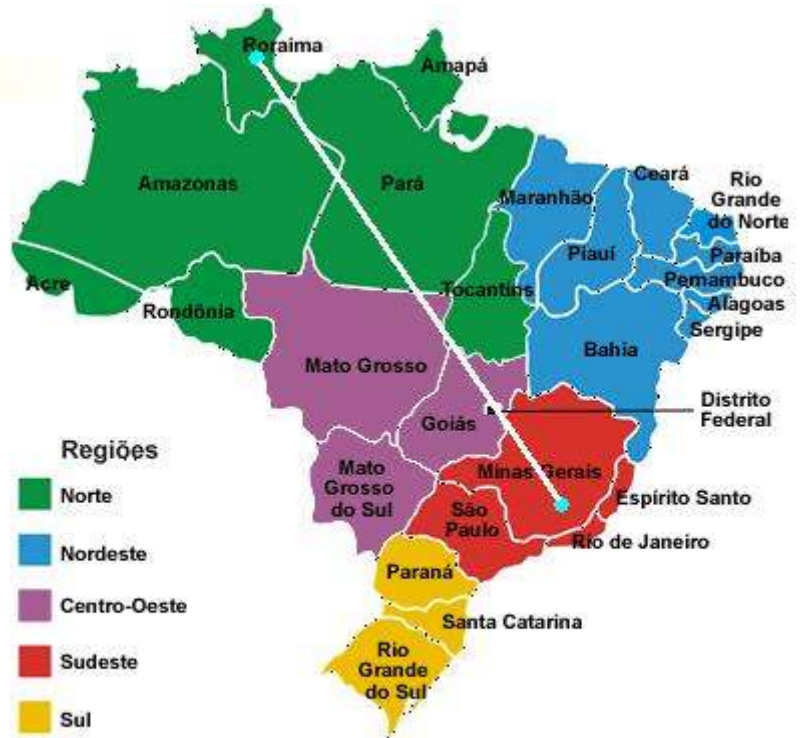 Roraima
Amapá
Amazonas
Pará
Maranhão
Ceará
Rio
Grande
do Norte
Piauí
Paraíba
Pernambuco
Alagoas
Sergipe
Acre
Rondônia
Tocantins
Bahia
Mato Grosso
Distrito
Federal
Goiás
Mato
Grosso
do Sul
Minas Gerais
Espírito Santo
São
Paulo
Rio de Janeiro
Paraná
Santa Catarina
Rio
Grande
do Sul
Regiões
Norte
Nordeste
Centro-Oeste
Sudeste
Sul